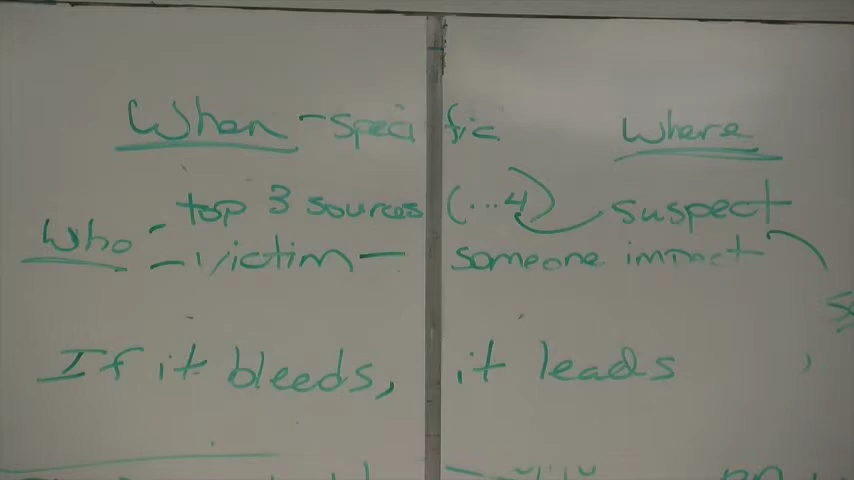 When - specific Where
top 3 sources (...4) suspect
Who - victim - someone impact
If it bleeds, it leads